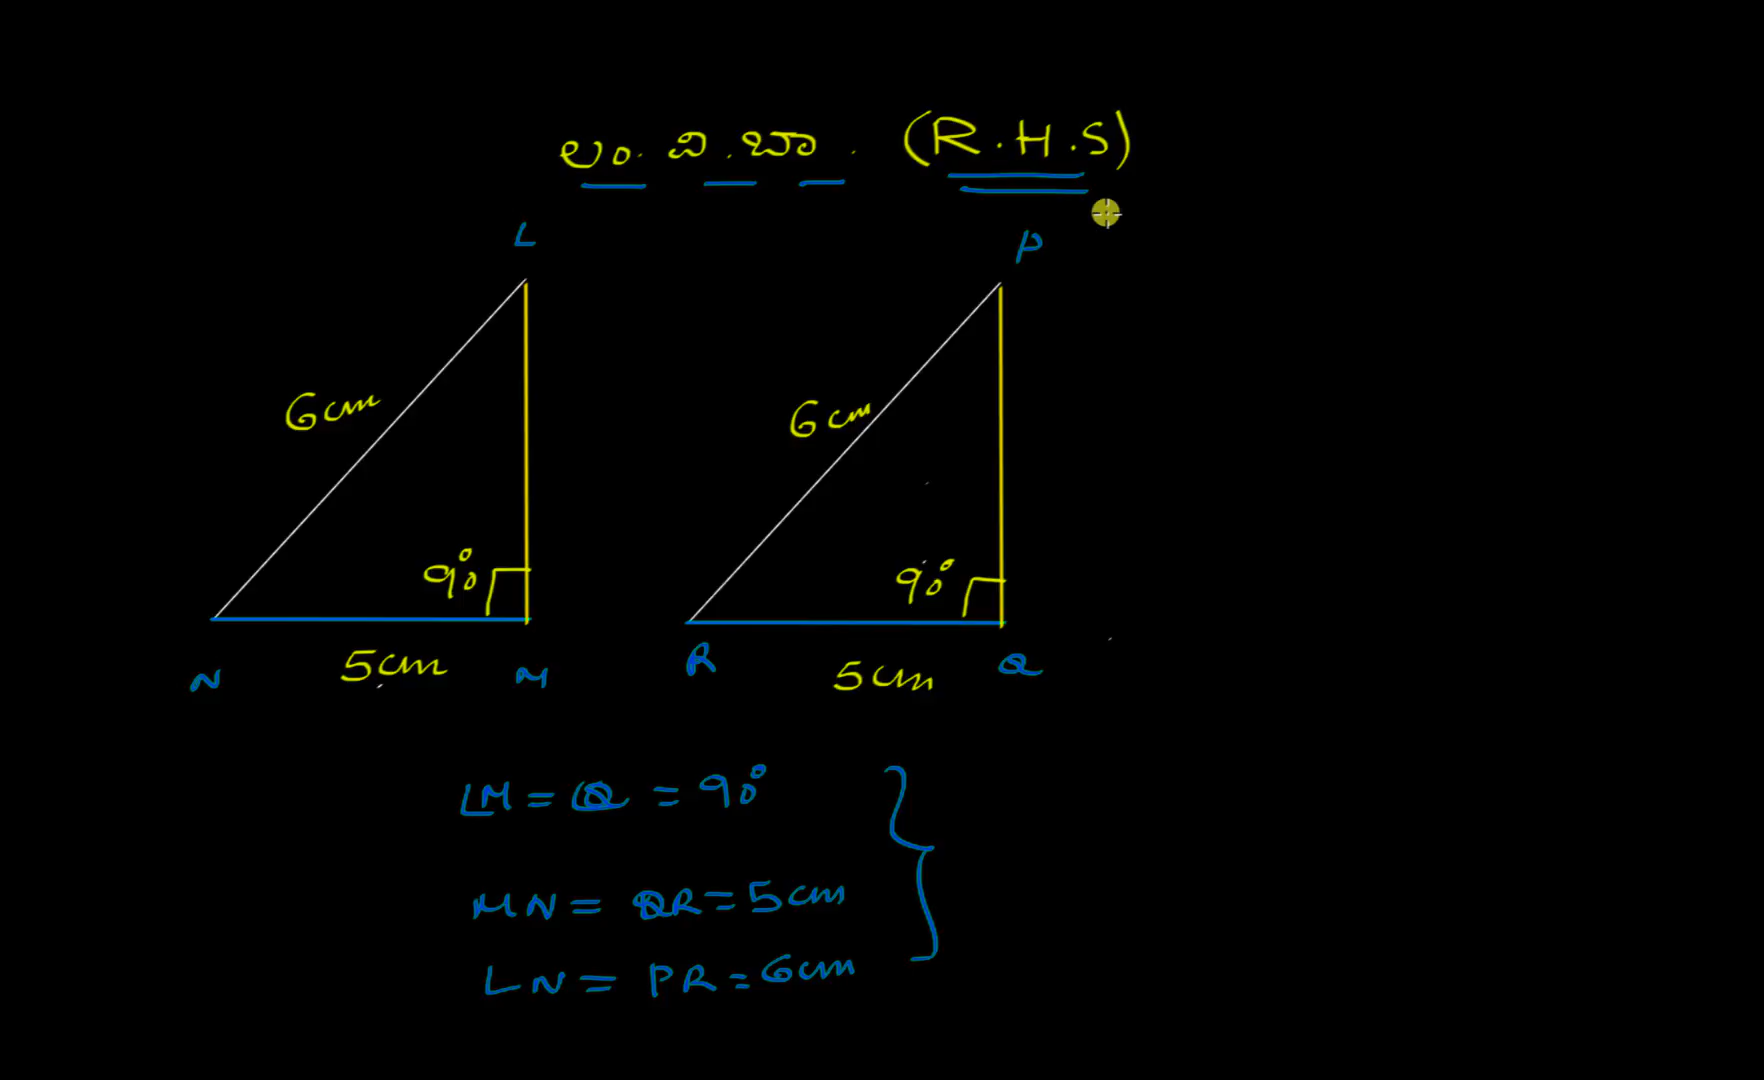 ಲಂ. ವಿ. ಬಾ. (R.H.S)
L P
6cm 6cm
90° 90°
N 5cm M R 5cm Q
∠M = ∠Q = 90°
MN = QR = 5cm
LN = PR = 6cm